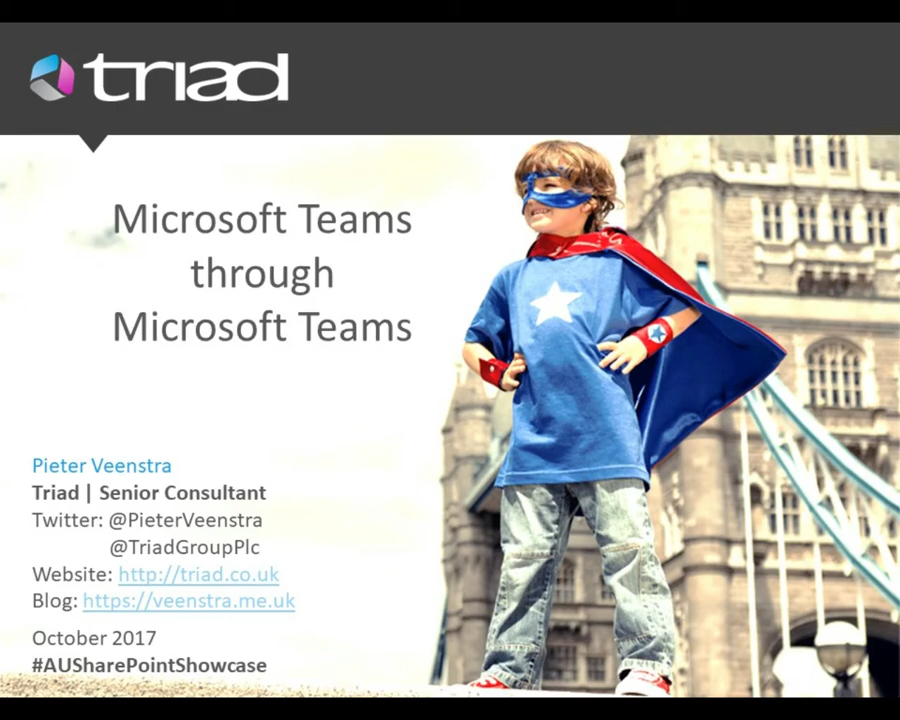 triad
Microsoft Teams
through
Microsoft Teams
Pieter Veenstra
Triad | Senior Consultant
Twitter: @PieterVeenstra
@TriadGroupPlc
Website: http://triad.co.uk
Blog: https://veenstra.me.uk
October 2017
#AUSharePointShowcase